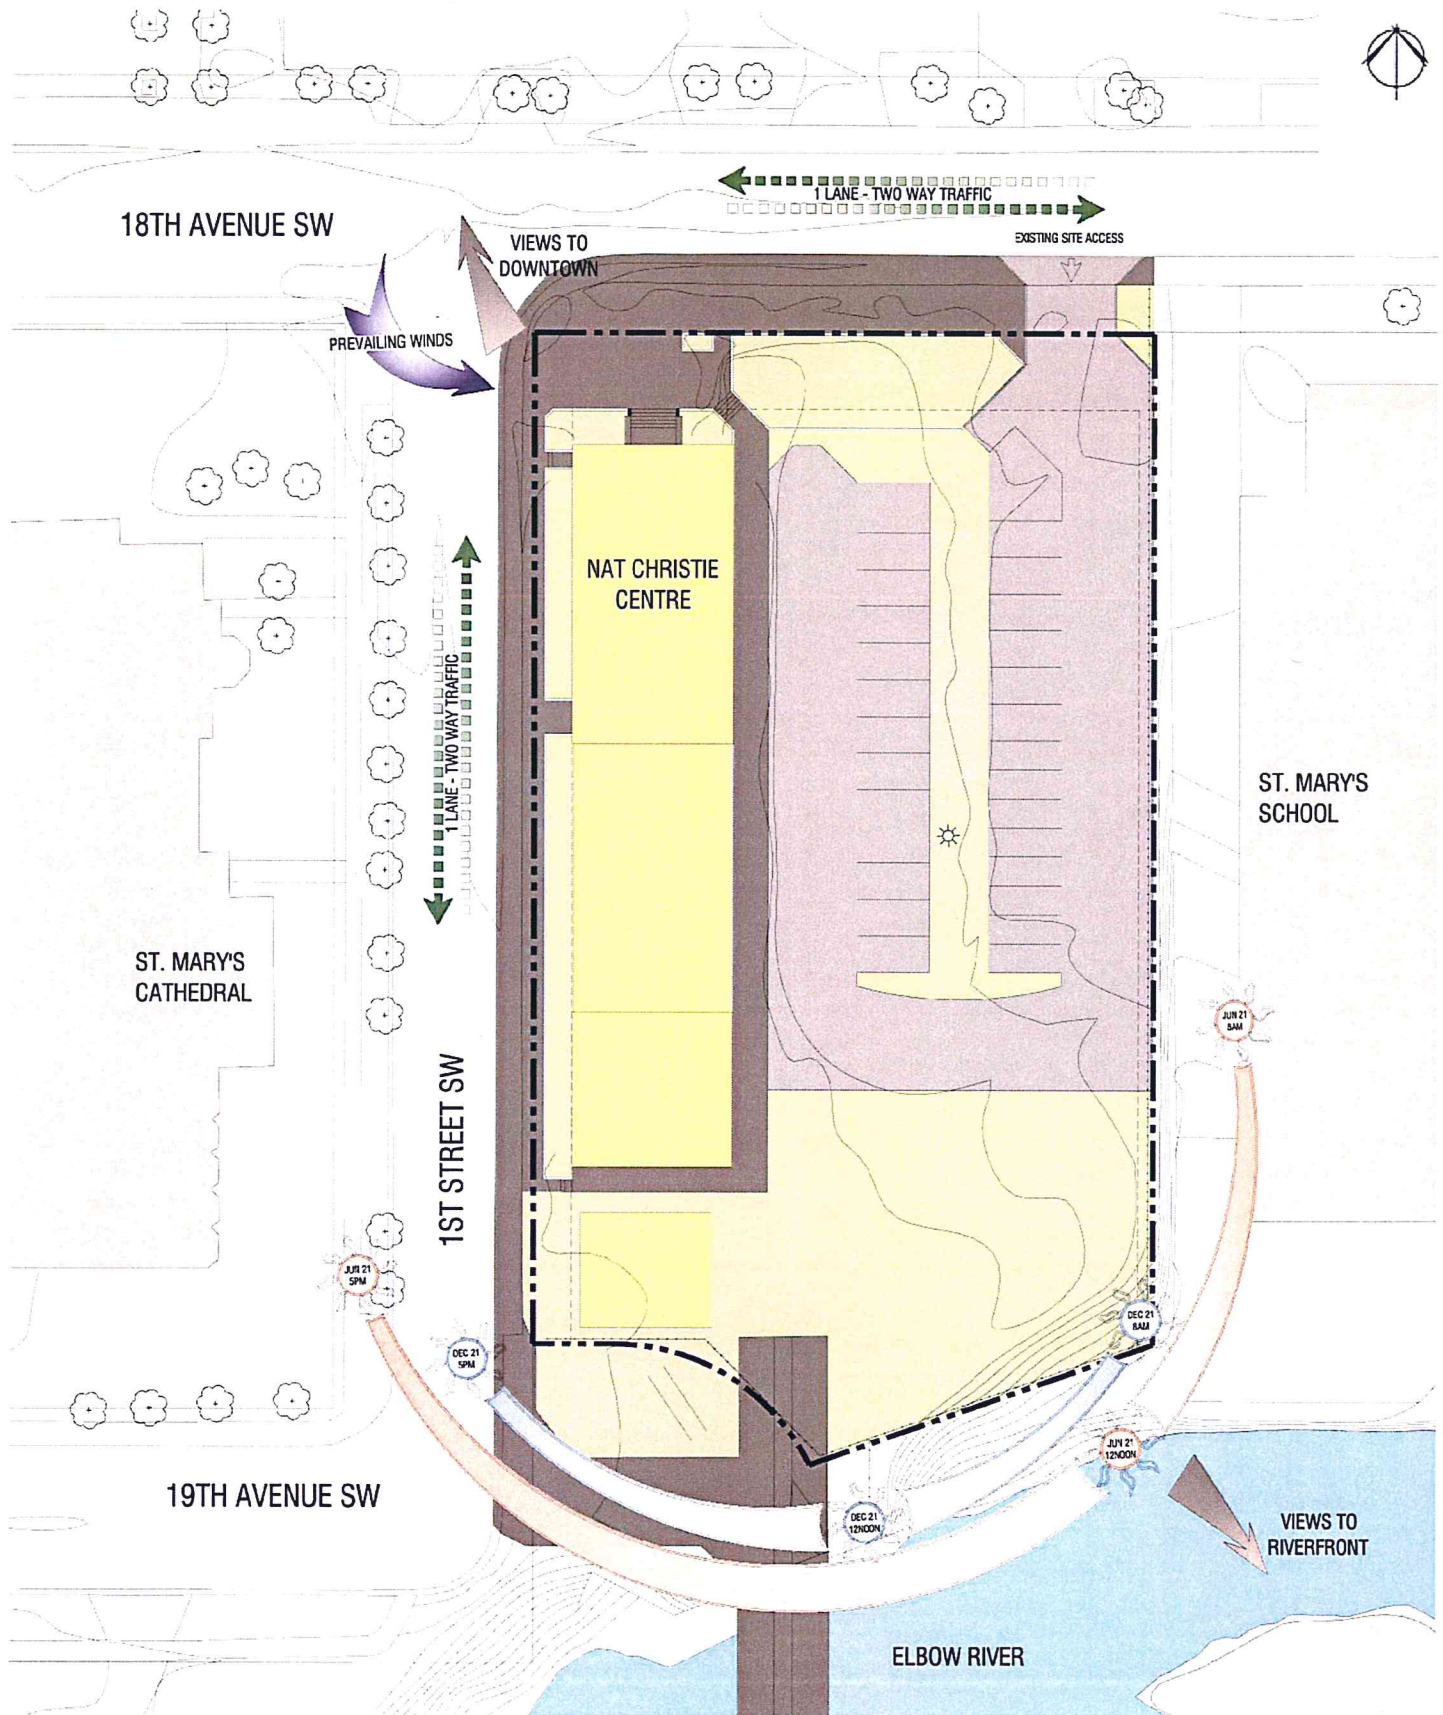 1 LANE - TWO WAY TRAFFIC
18TH AVENUE SW
EXISTING SITE ACCESS
VIEWS TO
DOWNTOWN
PREVAILING WINDS
NAT CHRISTIE
CENTRE
1 LANE - TWO WAY TRAFFIC
ST. MARY'S
SCHOOL
ST. MARY'S
CATHEDRAL
JUN 21
8AM
1ST STREET SW
JUN 21
5PM
DEC 21
8AM
DEC 21
5PM
JUN 21
12NOON
19TH AVENUE SW
DEC 21
12NOON
VIEWS TO
RIVERFRONT
ELBOW RIVER